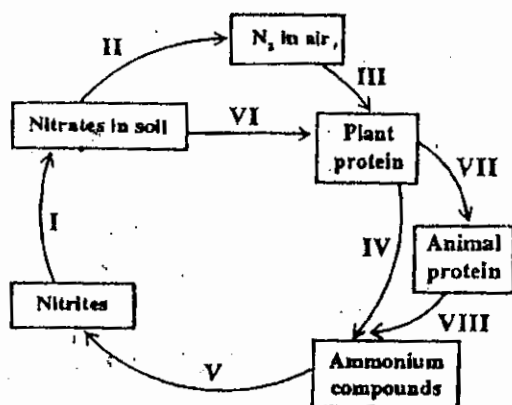 II
N₂ in air,
III
Nitrates in soil
VI
Plant
protein
VII
I
IV
Animal
protein
Nitrites
VIII
V
Ammonium
compounds